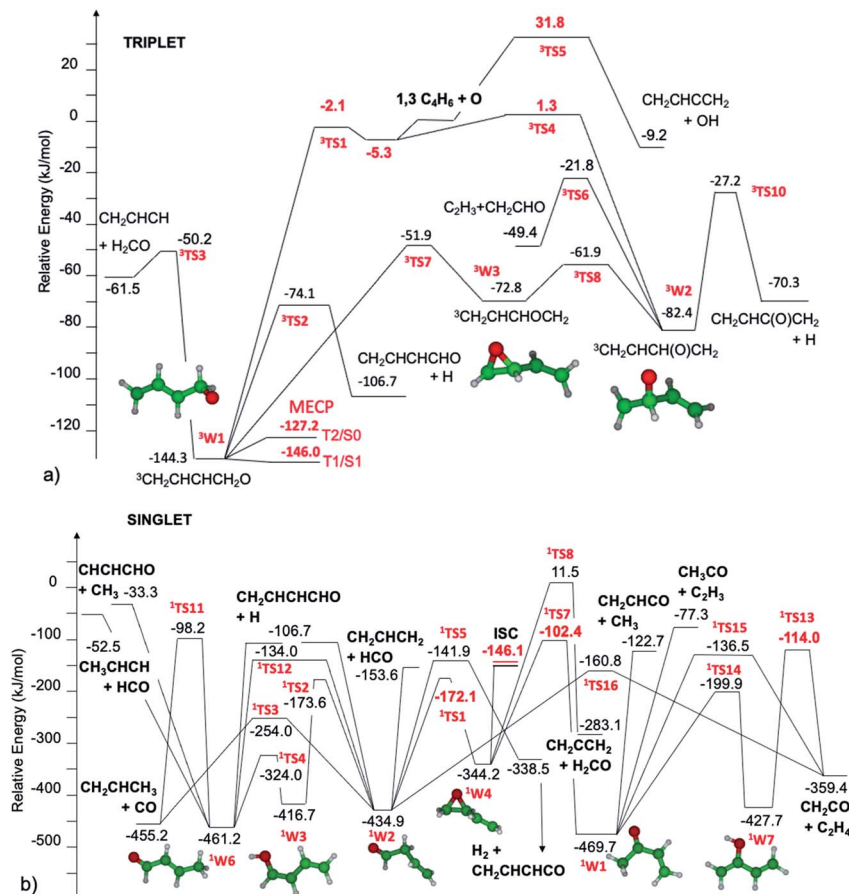 TRIPLET
Relative Energy (kJ/mol)
20
0
-20
-40
-60
-80
-100
-120
31.8
³TS5
1,3 C₄H₆ + O
CH₂CHCCH₂
+ OH
-9.2
-2.1
³TS1
-5.3
1.3
³TS4
-21.8
³TS6
C₂H₃+CH₂CHO
-49.4
-27.2
³TS10
CH₂CHCH
+ H₂CO
-61.5
-50.2
³TS3
-51.9
³TS7
³W3
-72.8
³CH₂CHCHOCH₂
-61.9
³TS8
³W2
-82.4
³CH₂CHCH(O)CH₂
-70.3
CH₂CHC(O)CH₂
+ H
-74.1
³TS2
CH₂CHCHCHO
+ H
-106.7
MECP
-127.2
T2/S0
-146.0
T1/S1
³W1
-144.3
³CH₂CHCHCH₂O
a)
SINGLET
Relative Energy (kJ/mol)
0
-100
-200
-300
-400
-500
CHCHCHO
+ CH₃
-33.3
-52.5
CH₃CHCH
+ HCO
¹TS11
-98.2
CH₂CHCH₃
+ CO
-455.2
-461.2
¹W6
CH₂CHCHCHO
+ H
-106.7
-134.0
¹TS12
¹TS2
-173.6
¹TS3
-254.0
¹TS4
-324.0
-416.7
¹W3
CH₂CHCH₂
+ HCO
-153.6
-434.9
¹W2
¹TS5
-141.9
-172.1
¹TS1
ISC
-146.1
-344.2
¹W4
-338.5
H₂ +
CH₂CHCHCO
¹TS8
11.5
¹TS7
-102.4
-283.1
CH₂CCH₂
+ H₂CO
-469.7
¹W1
CH₂CHCO
+ CH₃
-122.7
-160.8
¹TS16
CH₃CO
+ C₂H₃
-77.3
¹TS15
-136.5
¹TS14
-199.9
¹TS13
-114.0
-427.7
¹W7
-359.4
CH₂CO
+ C₂H₄
b)